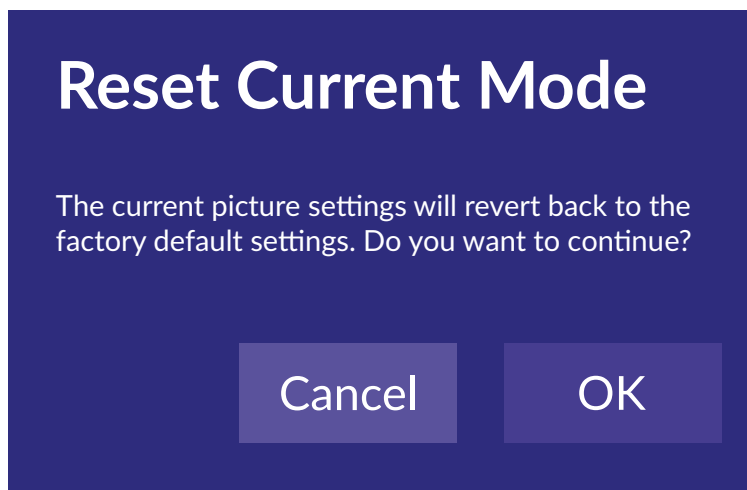 Reset Current Mode
The current picture settings will revert back to the
factory default settings. Do you want to continue?
Cancel OK